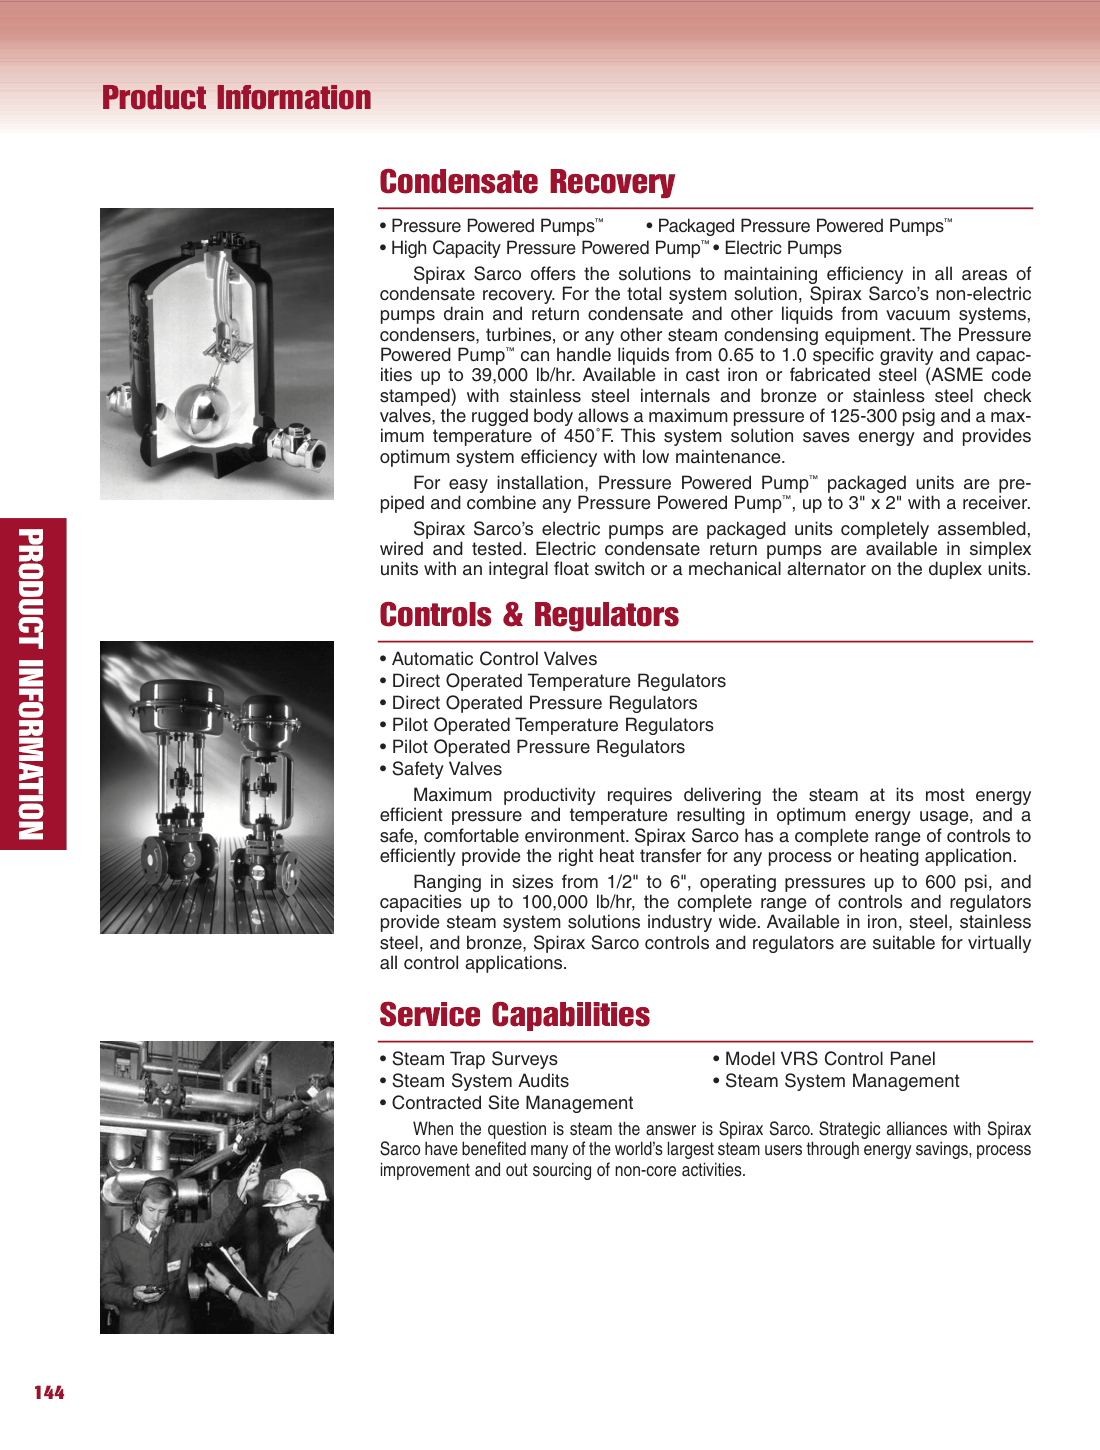 Product Information
Condensate Recovery
• Pressure Powered Pumps™ • Packaged Pressure Powered Pumps™
• High Capacity Pressure Powered Pump™ • Electric Pumps
Spirax Sarco offers the solutions to maintaining efficiency in all areas of
condensate recovery. For the total system solution, Spirax Sarco’s non-electric
pumps drain and return condensate and other liquids from vacuum systems,
condensers, turbines, or any other steam condensing equipment. The Pressure
Powered Pump™ can handle liquids from 0.65 to 1.0 specific gravity and capac-
ities up to 39,000 lb/hr. Available in cast iron or fabricated steel (ASME code
stamped) with stainless steel internals and bronze or stainless steel check
valves, the rugged body allows a maximum pressure of 125-300 psig and a max-
imum temperature of 450˚F. This system solution saves energy and provides
optimum system efficiency with low maintenance.
For easy installation, Pressure Powered Pump™ packaged units are pre-
piped and combine any Pressure Powered Pump™, up to 3" x 2" with a receiver.
Spirax Sarco’s electric pumps are packaged units completely assembled,
wired and tested. Electric condensate return pumps are available in simplex
units with an integral float switch or a mechanical alternator on the duplex units.
PRODUCT INFORMATION
Controls & Regulators
• Automatic Control Valves
• Direct Operated Temperature Regulators
• Direct Operated Pressure Regulators
• Pilot Operated Temperature Regulators
• Pilot Operated Pressure Regulators
• Safety Valves
Maximum productivity requires delivering the steam at its most energy
efficient pressure and temperature resulting in optimum energy usage, and a
safe, comfortable environment. Spirax Sarco has a complete range of controls to
efficiently provide the right heat transfer for any process or heating application.
Ranging in sizes from 1/2" to 6", operating pressures up to 600 psi, and
capacities up to 100,000 lb/hr, the complete range of controls and regulators
provide steam system solutions industry wide. Available in iron, steel, stainless
steel, and bronze, Spirax Sarco controls and regulators are suitable for virtually
all control applications.
Service Capabilities
• Steam Trap Surveys • Model VRS Control Panel
• Steam System Audits • Steam System Management
• Contracted Site Management
When the question is steam the answer is Spirax Sarco. Strategic alliances with Spirax
Sarco have benefited many of the world’s largest steam users through energy savings, process
improvement and out sourcing of non-core activities.
144